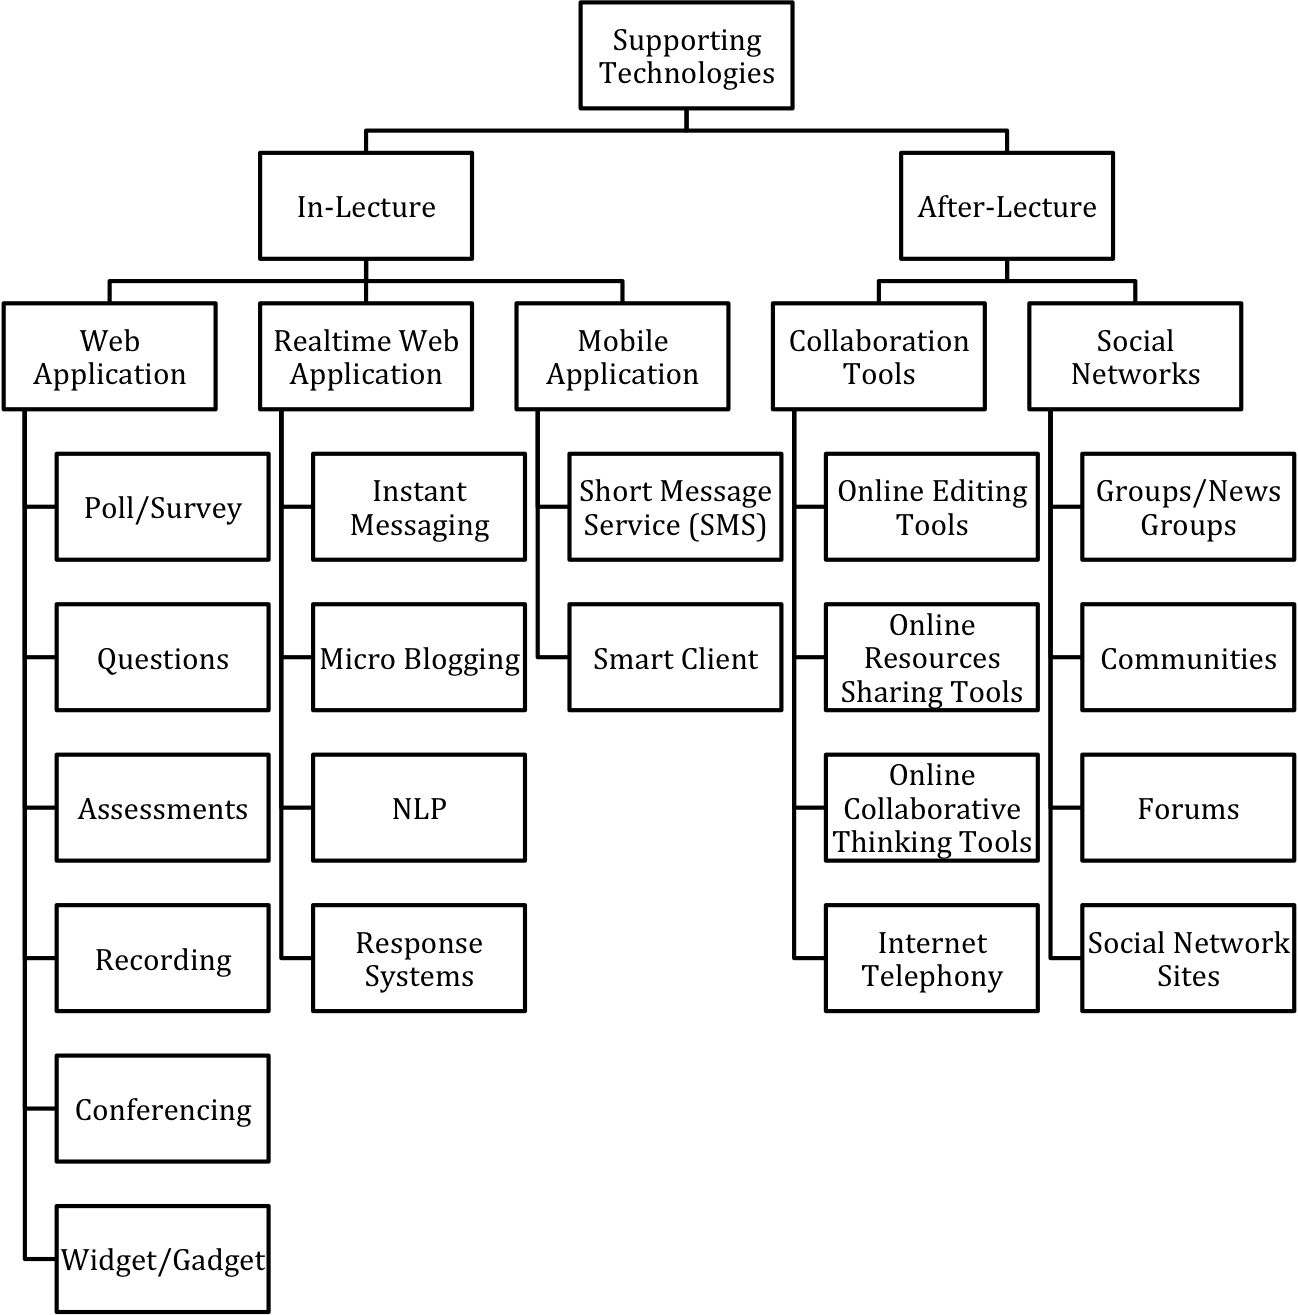 Supporting
Technologies
In-Lecture
After-Lecture
Web
Application
Realtime Web
Application
Mobile
Application
Collaboration
Tools
Social
Networks
Poll/Survey
Instant
Messaging
Short Message
Service (SMS)
Online Editing
Tools
Groups/News
Groups
Questions
Micro Blogging
Smart Client
Online
Resources
Sharing Tools
Communities
Assessments
NLP
Online
Collaborative
Thinking Tools
Forums
Recording
Response
Systems
Internet
Telephony
Social Network
Sites
Conferencing
Widget/Gadget